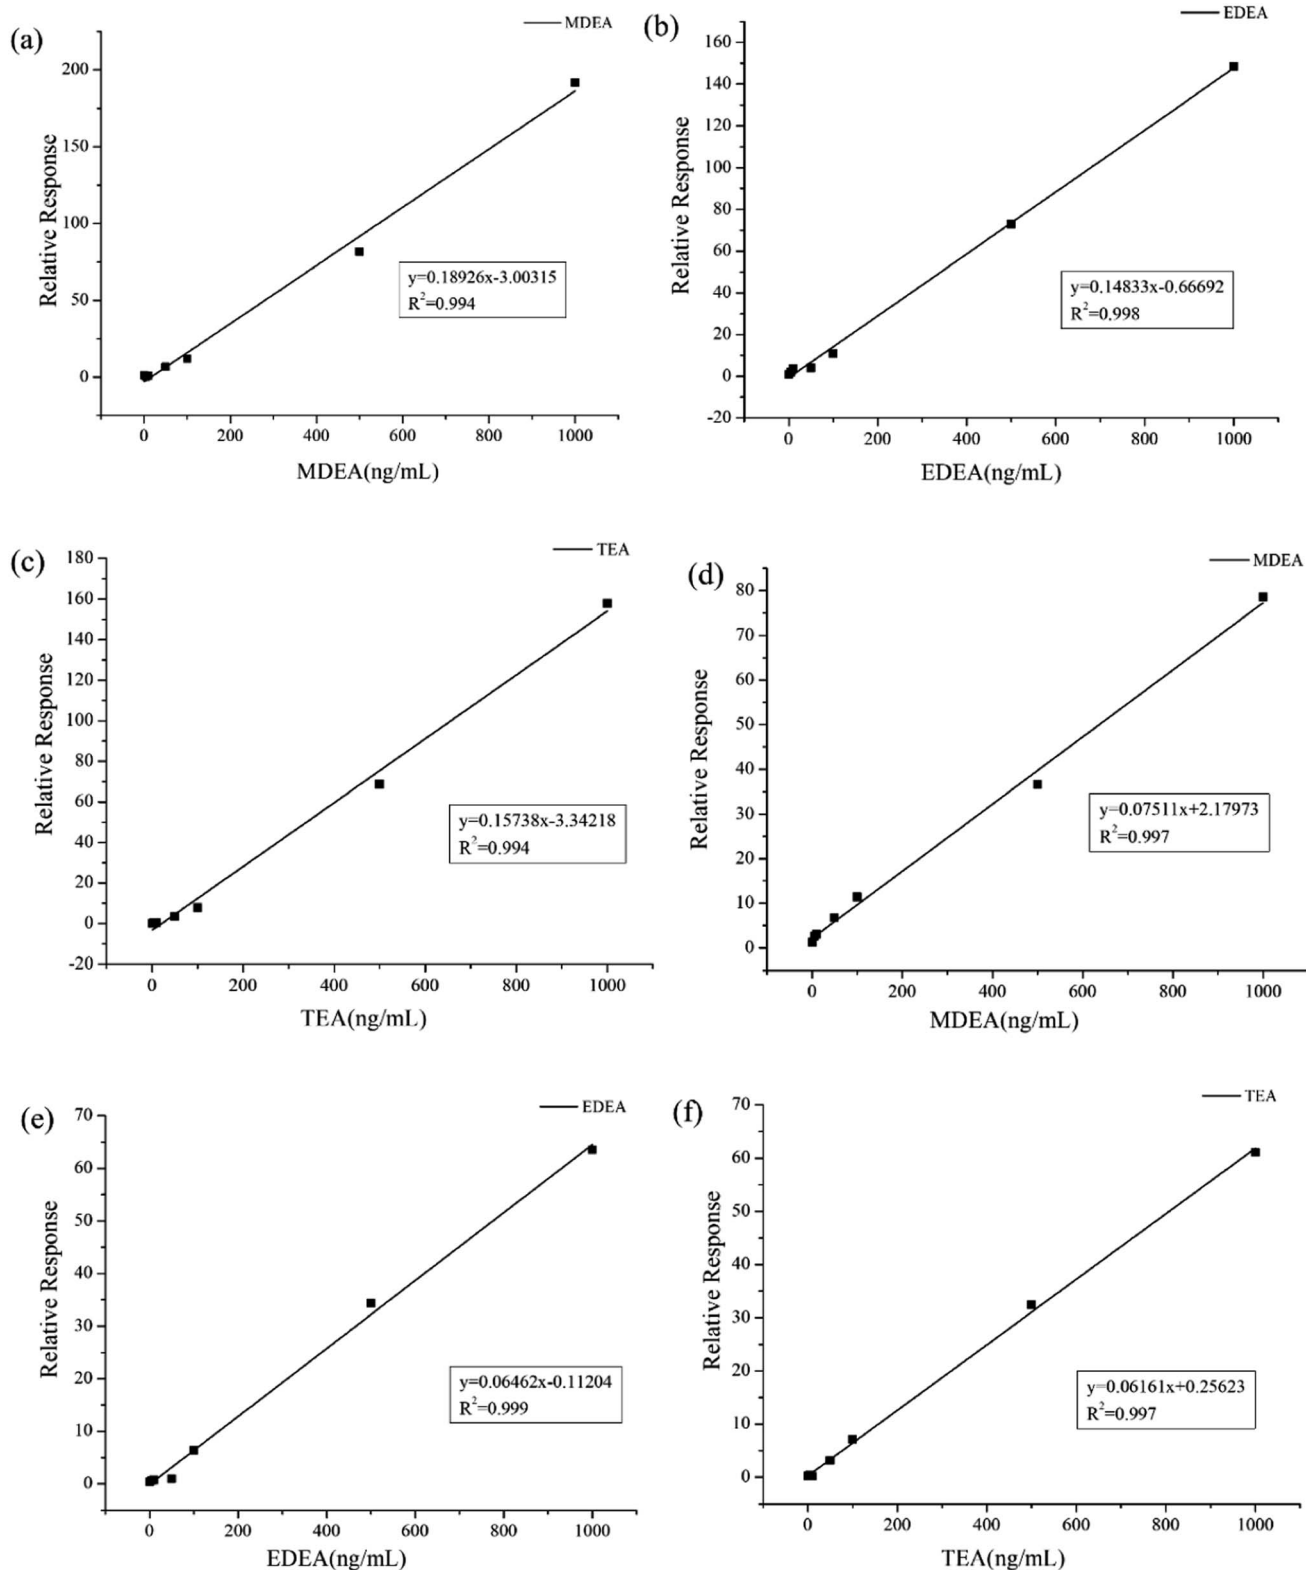 (a)
MDEA
200
150
100
50
0
Relative Response
y=0.18926x-3.00315
R²=0.994
0 200 400 600 800 1000
MDEA(ng/mL)
(b)
EDEA
160
140
120
100
80
60
40
20
0
-20
Relative Response
y=0.14833x-0.66692
R²=0.998
0 200 400 600 800 1000
EDEA(ng/mL)
(c)
TEA
180
160
140
120
100
80
60
40
20
0
-20
Relative Response
y=0.15738x-3.34218
R²=0.994
0 200 400 600 800 1000
TEA(ng/mL)
(d)
MDEA
80
70
60
50
40
30
20
10
0
Relative Response
y=0.07511x+2.17973
R²=0.997
0 200 400 600 800 1000
MDEA(ng/mL)
(e)
EDEA
70
60
50
40
30
20
10
0
Relative Response
y=0.06462x-0.11204
R²=0.999
0 200 400 600 800 1000
EDEA(ng/mL)
(f)
TEA
70
60
50
40
30
20
10
0
Relative Response
y=0.06161x+0.25623
R²=0.997
0 200 400 600 800 1000
TEA(ng/mL)